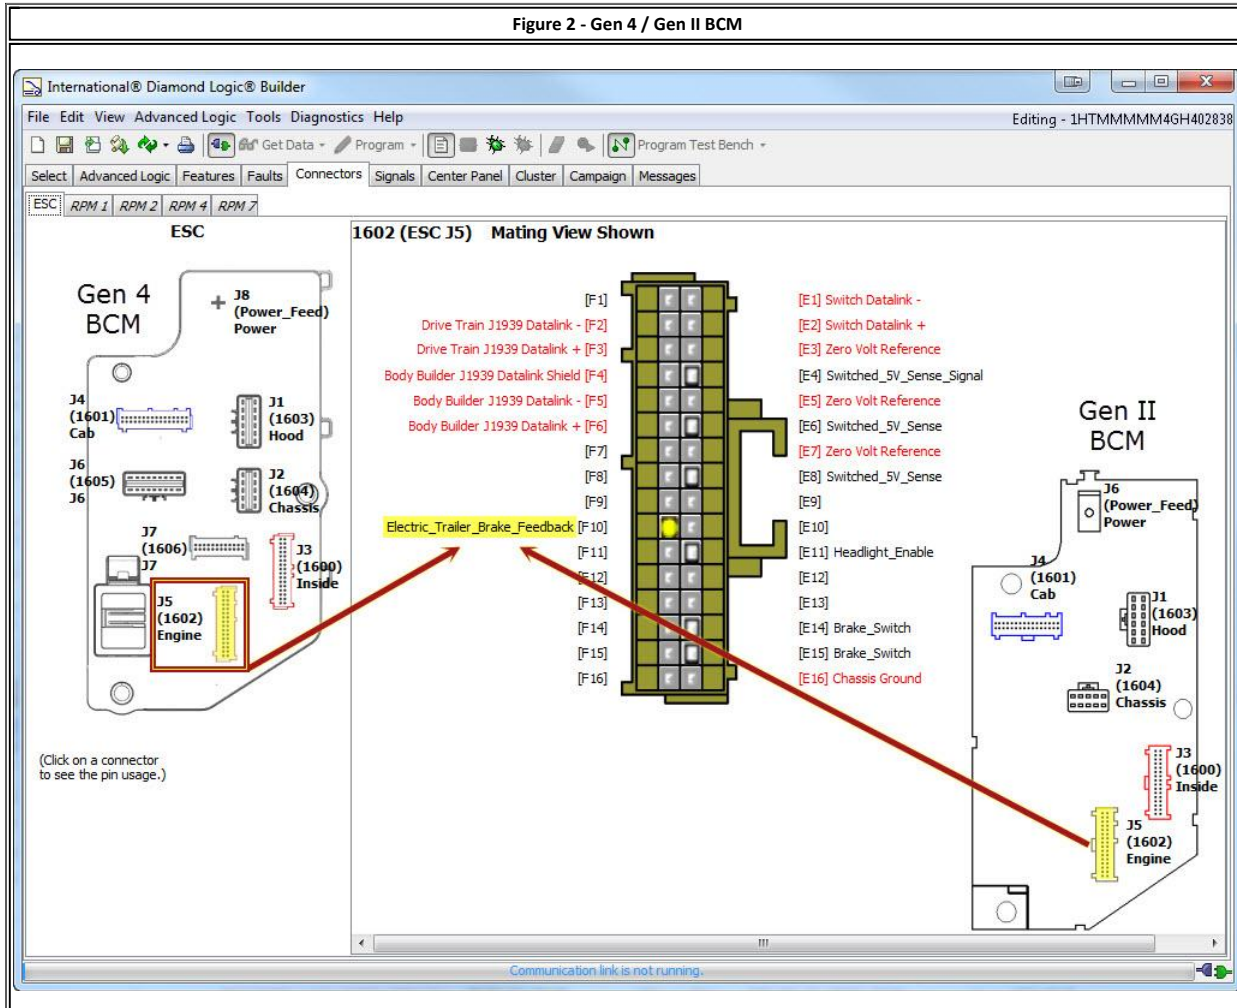 Figure 2 - Gen 4 / Gen II BCM
International® Diamond Logic® Builder
File Edit View Advanced Logic Tools Diagnostics Help
Editing - 1HTMMMMM4GH402838
Get Data
Program
Program Test Bench
Select Advanced Logic Features Faults Connectors Signals Center Panel Cluster Campaign Messages
ESC RPM 1 RPM 2 RPM 4 RPM 7
ESC
Gen 4
BCM
J8
(Power_Feed)
Power
J4
(1601)
Cab
J1
(1603)
Hood
J6
(1605)
J6
J2
(1604)
Chassis
J7
(1606)
J7
J3
(1600)
Inside
J5
(1602)
Engine
(Click on a connector
to see the pin usage.)
1602 (ESC J5) Mating View Shown
[F1]
Drive Train J1939 Datalink - [F2]
Drive Train J1939 Datalink + [F3]
Body Builder J1939 Datalink Shield [F4]
Body Builder J1939 Datalink - [F5]
Body Builder J1939 Datalink + [F6]
[F7]
[F8]
[F9]
Electric_Trailer_Brake_Feedback [F10]
[F11]
[F12]
[F13]
[F14]
[F15]
[F16]
[E1] Switch Datalink -
[E2] Switch Datalink +
[E3] Zero Volt Reference
[E4] Switched_5V_Sense_Signal
[E5] Zero Volt Reference
[E6] Switched_5V_Sense
[E7] Zero Volt Reference
[E8] Switched_5V_Sense
[E9]
[E10]
[E11] Headlight_Enable
[E12]
[E13]
[E14] Brake_Switch
[E15] Brake_Switch
[E16] Chassis Ground
Gen II
BCM
J6
(Power_Feed)
Power
J4
(1601)
Cab
J1
(1603)
Hood
J2
(1604)
Chassis
J3
(1600)
Inside
J5
(1602)
Engine
Communication link is not running.